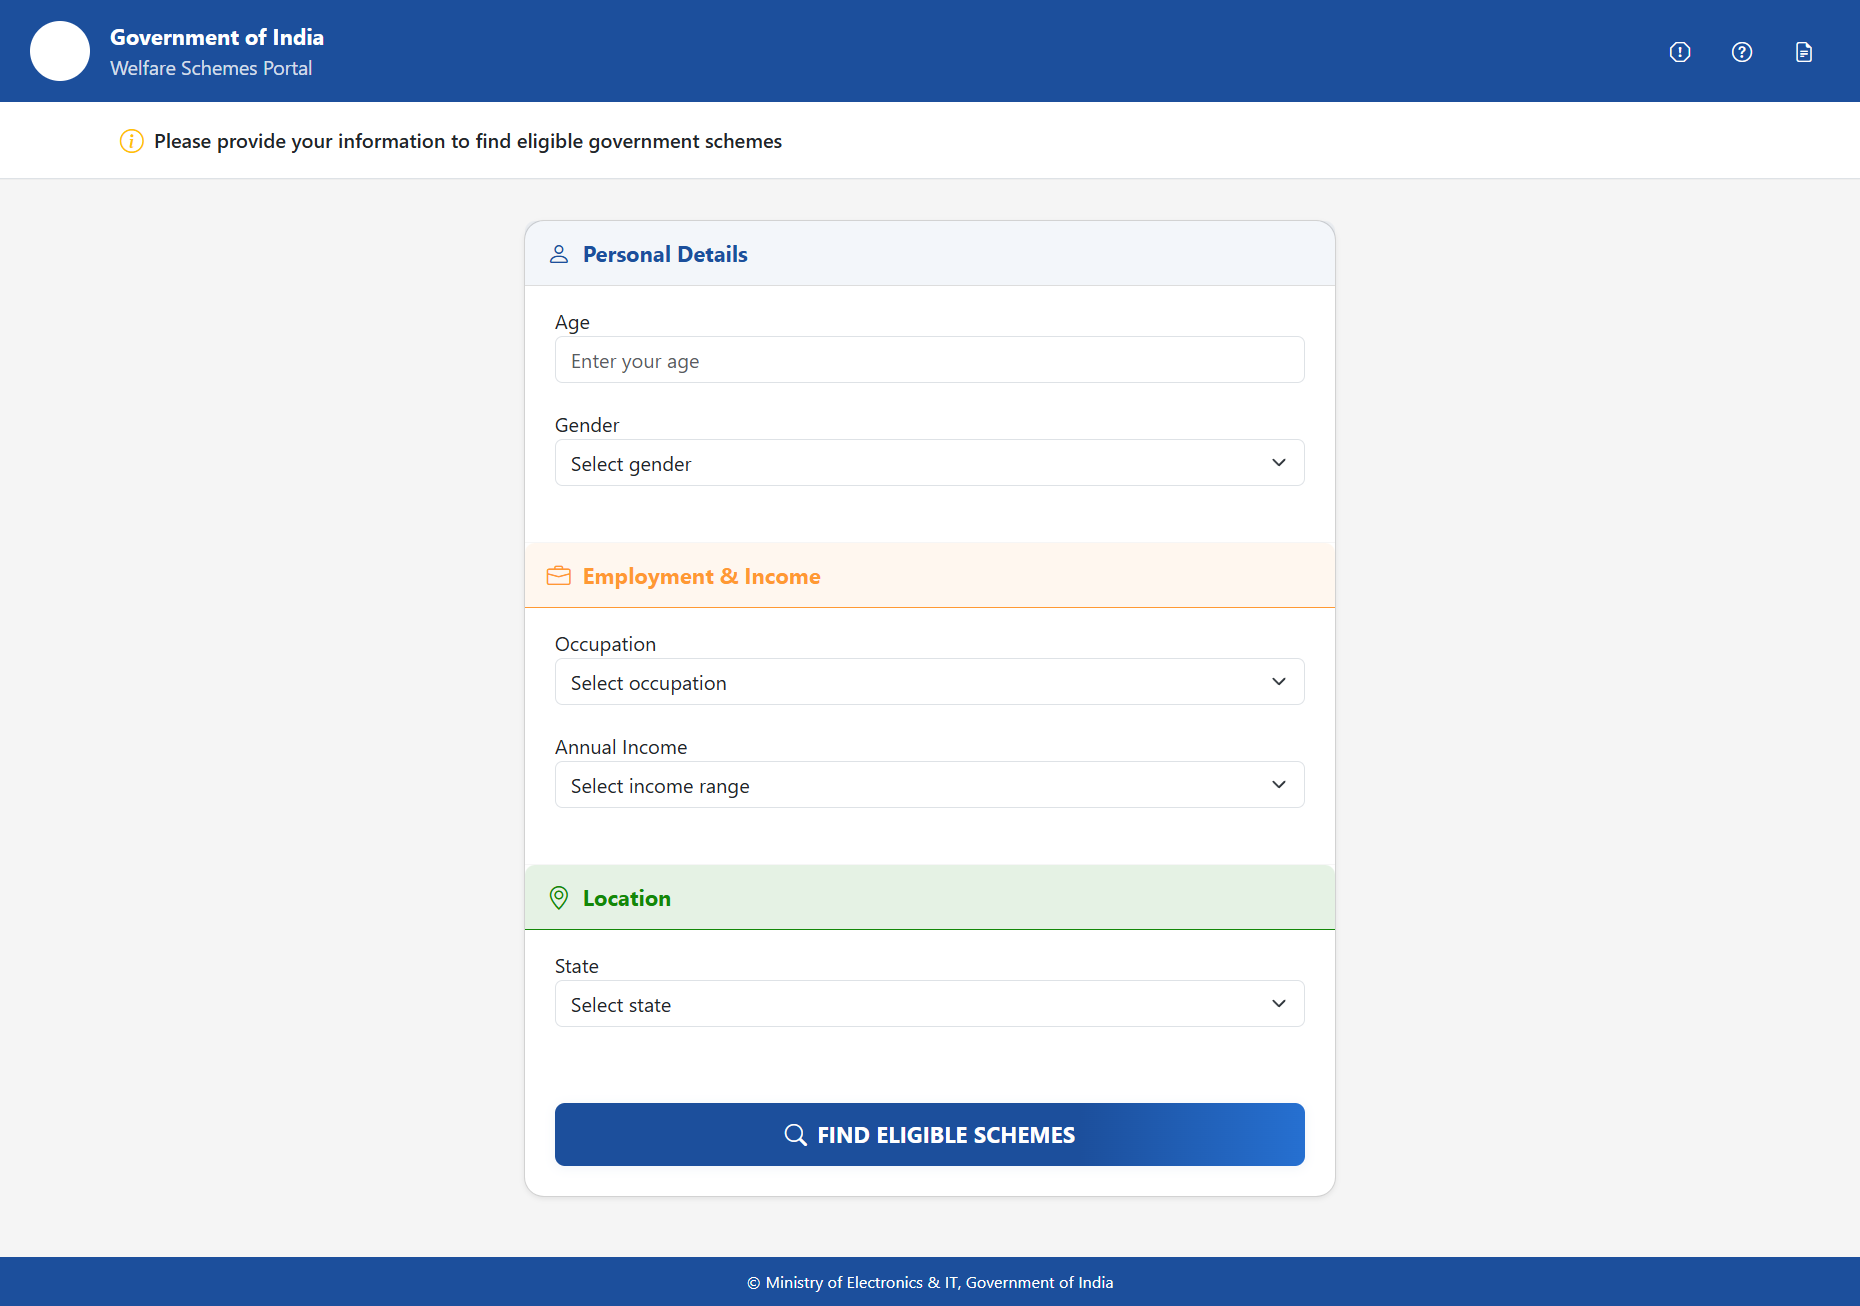 Government of India
Welfare Schemes Portal
Please provide your information to find eligible government schemes
Personal Details
Age
Enter your age
Gender
Select gender
Employment & Income
Occupation
Select occupation
Annual Income
Select income range
Location
State
Select state
FIND ELIGIBLE SCHEMES
© Ministry of Electronics & IT, Government of India